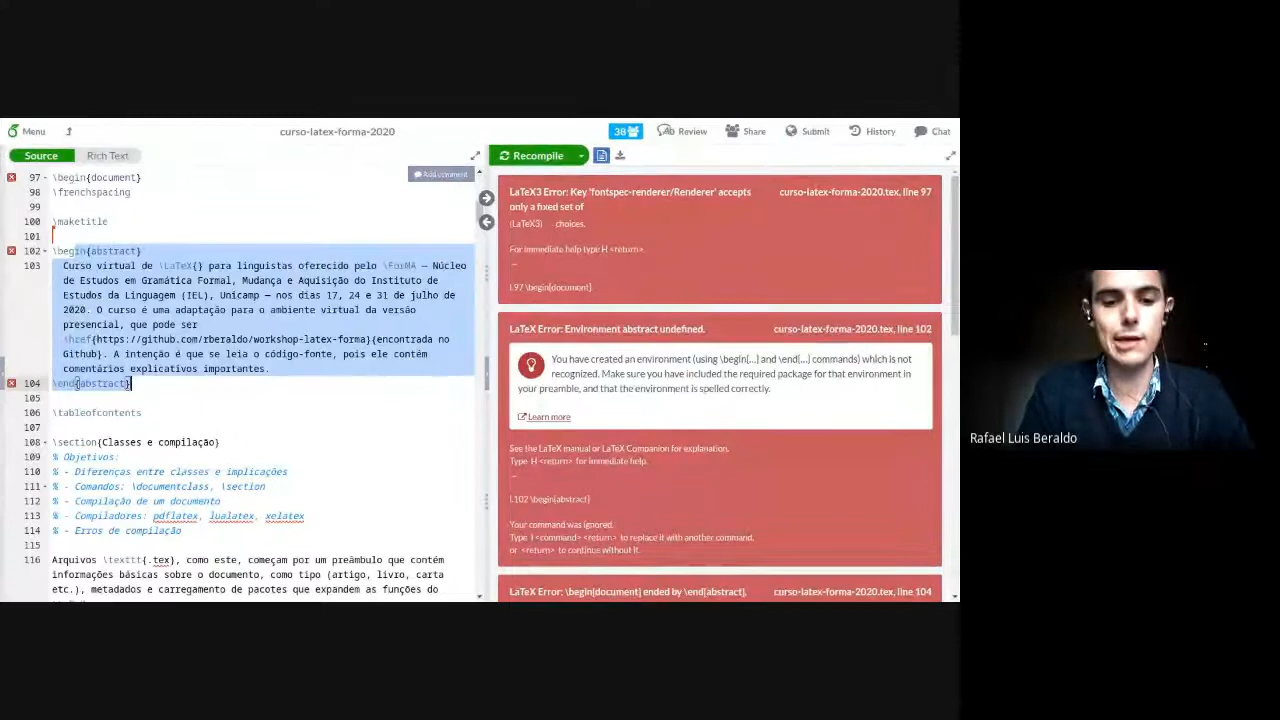 Menu
curso-latex-forma-2020
38
Review
Share
Submit
History
Chat
Source
Rich Text
Recompile
Add comment
97 \begin{document}
98 \frenchspacing
99
100 \maketitle
101
102 \begin{abstract}
103 Curso virtual de \LaTeX{} para linguistas oferecido pelo \ForMA — Núcleo
de Estudos em Gramática Formal, Mudança e Aquisição do Instituto de
Estudos da Linguagem (IEL), Unicamp — nos dias 17, 24 e 31 de julho de
2020. O curso é uma adaptação para o ambiente virtual da versão
presencial, que pode ser
\href{https://github.com/rberaldo/workshop-latex-forma}{encontrada no
Github}. A intenção é que se leia o código-fonte, pois ele contém
comentários explicativos importantes.
104 \end{abstract}
105
106 \tableofcontents
107
108 \section{Classes e compilação}
109 % Objetivos:
110 % - Diferenças entre classes e implicações
111 % - Comandos: \documentclass, \section
112 % - Compilação de um documento
113 % - Compiladores: pdflatex, lualatex, xelatex
114 % - Erros de compilação
115
116 Arquivos \texttt{.tex}, como este, começam por um preâmbulo que contém
informações básicas sobre o documento, como tipo (artigo, livro, carta
etc.), metadados e carregamento de pacotes que expandem as funções do
LaTeX3 Error: Key 'fontspec-renderer/Renderer' accepts
only a fixed set of
curso-latex-forma-2020.tex, line 97
(LaTeX3) choices.
For immediate help type H <return>
...
l.97 \begin{document}
LaTeX Error: Environment abstract undefined.
curso-latex-forma-2020.tex, line 102
You have created an environment (using \begin{…} and \end{…} commands) which is not
recognized. Make sure you have included the required package for that environment in
your preamble, and that the environment is spelled correctly.
Learn more
See the LaTeX manual or LaTeX Companion for explanation.
Type H <return> for immediate help.
...
l.102 \begin{abstract}
Your command was ignored.
Type I <command> <return> to replace it with another command,
or <return> to continue without it.
LaTeX Error: \begin{document} ended by \end{abstract}.
curso-latex-forma-2020.tex, line 104
Rafael Luis Beraldo